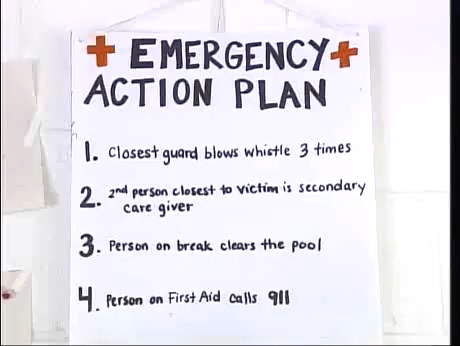 EMERGENCY
ACTION PLAN
1. Closest guard blows whistle 3 times
2. 2nd person closest to victim is secondary
care giver
3. Person on break clears the pool
4. Person on First Aid calls 911